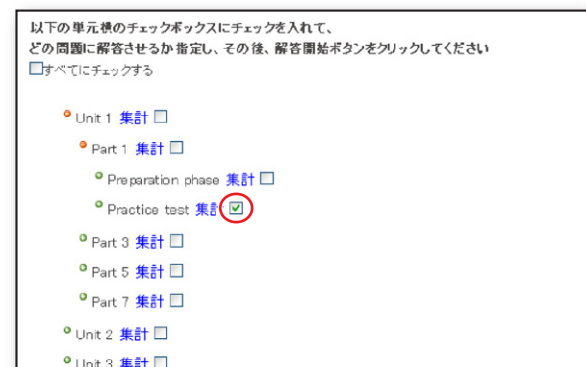 以下の単元横のチェックボックスにチェックを入れて、
どの問題に解答させるか指定し、その後、解答開始ボタンをクリックしてください
すべてにチェックする
Unit 1 集計
Part 1 集計
Preparation phase 集計
Practice test 集計
Part 3 集計
Part 5 集計
Part 7 集計
Unit 2 集計
Unit 3 集計